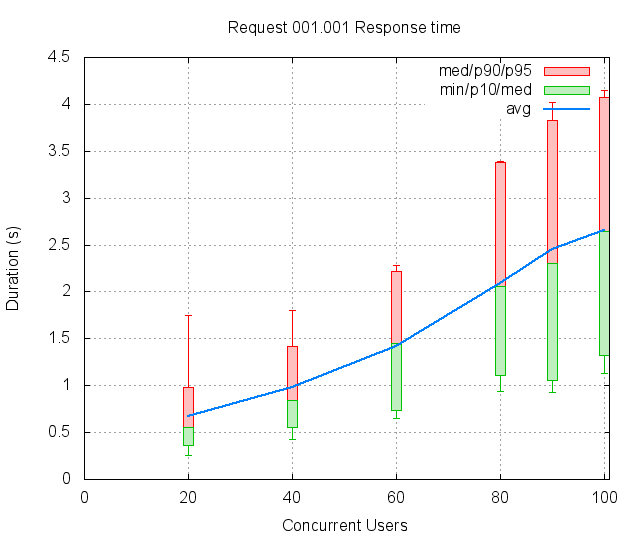 Request 001.001 Response time
med/p90/p95
min/p10/med
avg
4.5
4
3.5
3
2.5
2
1.5
1
0.5
0
Duration (s)
0 20 40 60 80 100
Concurrent Users